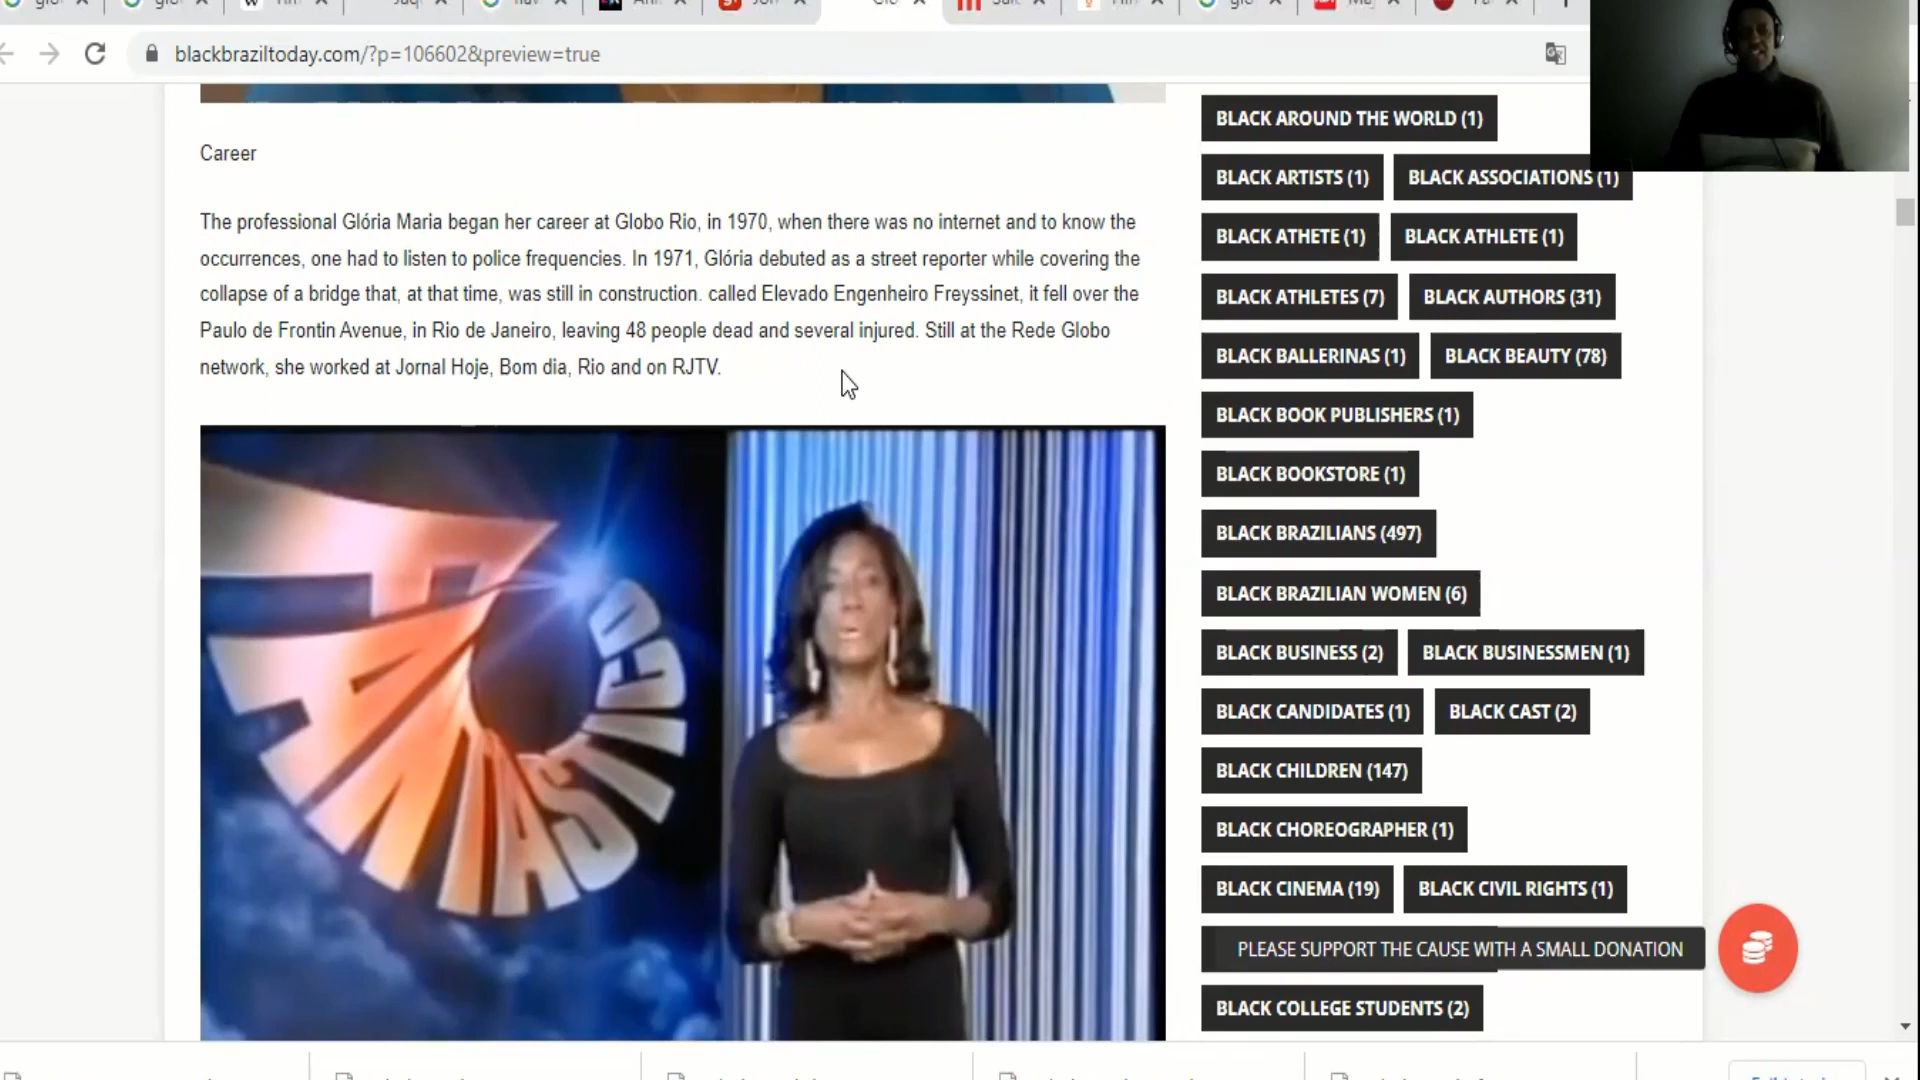 blackbraziltoday.com/?p=106602&preview=true
Career
The professional Glória Maria began her career at Globo Rio, in 1970, when there was no internet and to know the
occurrences, one had to listen to police frequencies. In 1971, Glória debuted as a street reporter while covering the
collapse of a bridge that, at that time, was still in construction. called Elevado Engenheiro Freyssinet, it fell over the
Paulo de Frontin Avenue, in Rio de Janeiro, leaving 48 people dead and several injured. Still at the Rede Globo
network, she worked at Jornal Hoje, Bom dia, Rio and on RJTV.
FANTASTICO
BLACK AROUND THE WORLD (1)
BLACK ARTISTS (1) BLACK ASSOCIATIONS (1)
BLACK ATHETE (1) BLACK ATHLETE (1)
BLACK ATHLETES (7) BLACK AUTHORS (31)
BLACK BALLERINAS (1) BLACK BEAUTY (78)
BLACK BOOK PUBLISHERS (1)
BLACK BOOKSTORE (1)
BLACK BRAZILIANS (497)
BLACK BRAZILIAN WOMEN (6)
BLACK BUSINESS (2) BLACK BUSINESSMEN (1)
BLACK CANDIDATES (1) BLACK CAST (2)
BLACK CHILDREN (147)
BLACK CHOREOGRAPHER (1)
BLACK CINEMA (19) BLACK CIVIL RIGHTS (1)
PLEASE SUPPORT THE CAUSE WITH A SMALL DONATION
BLACK COLLEGE STUDENTS (2)